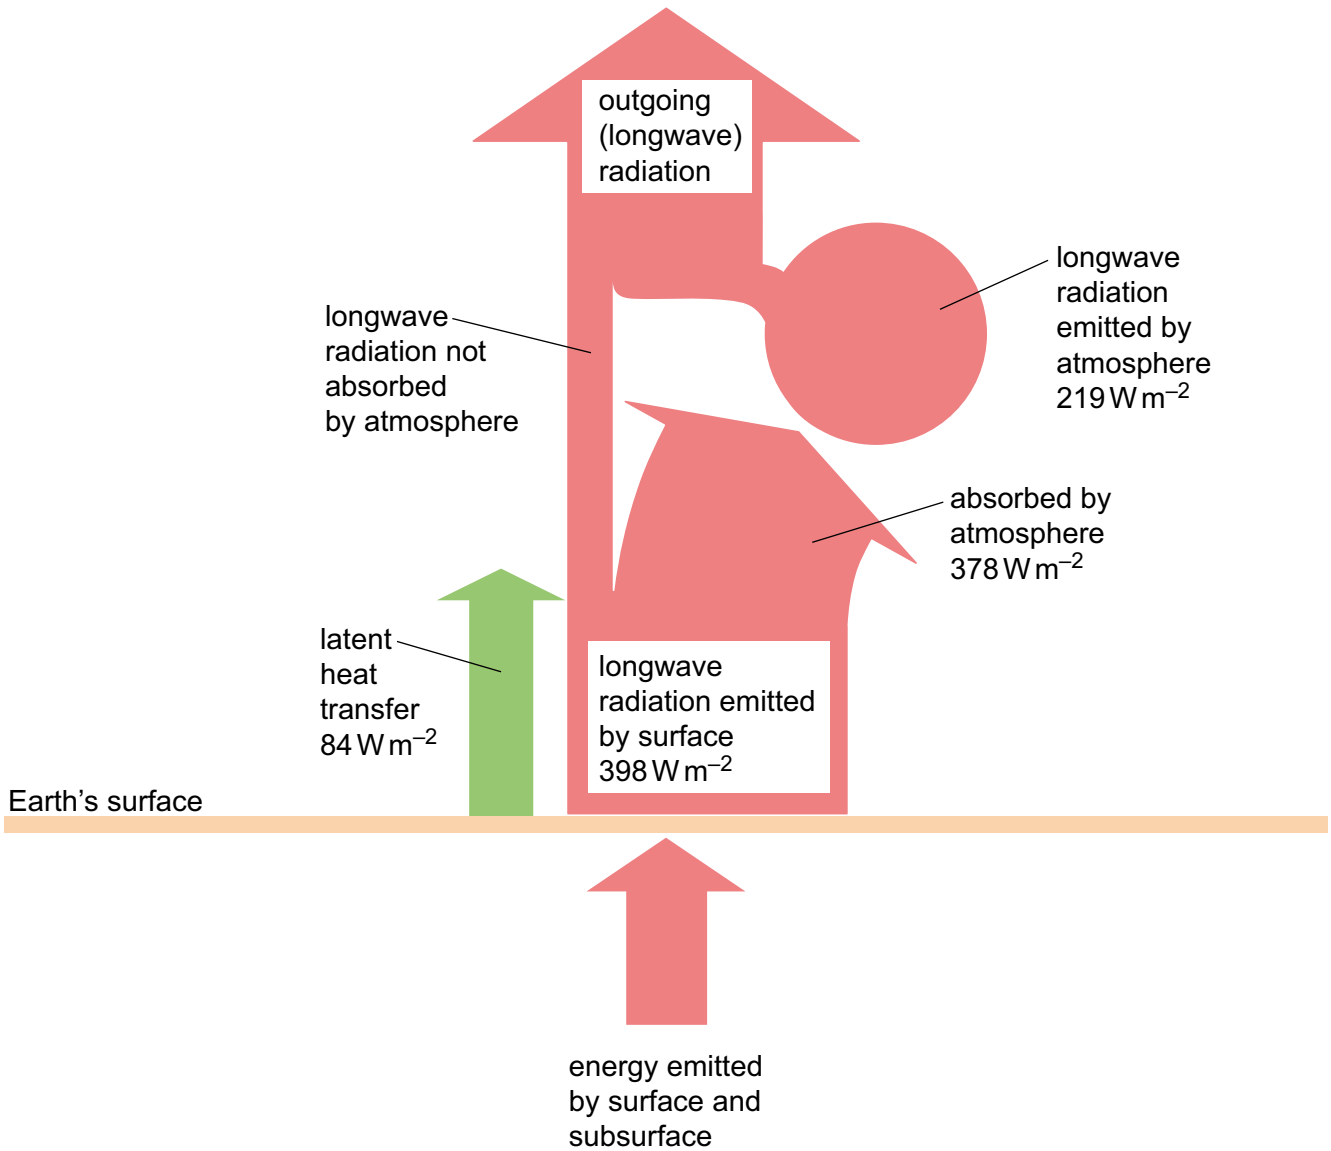 outgoing
(longwave)
radiation
longwave
radiation
emitted by
atmosphere
219 W m⁻²
longwave
radiation not
absorbed
by atmosphere
absorbed by
atmosphere
378 W m⁻²
latent
heat
transfer
84 W m⁻²
longwave
radiation emitted
by surface
398 W m⁻²
Earth’s surface
energy emitted
by surface and
subsurface